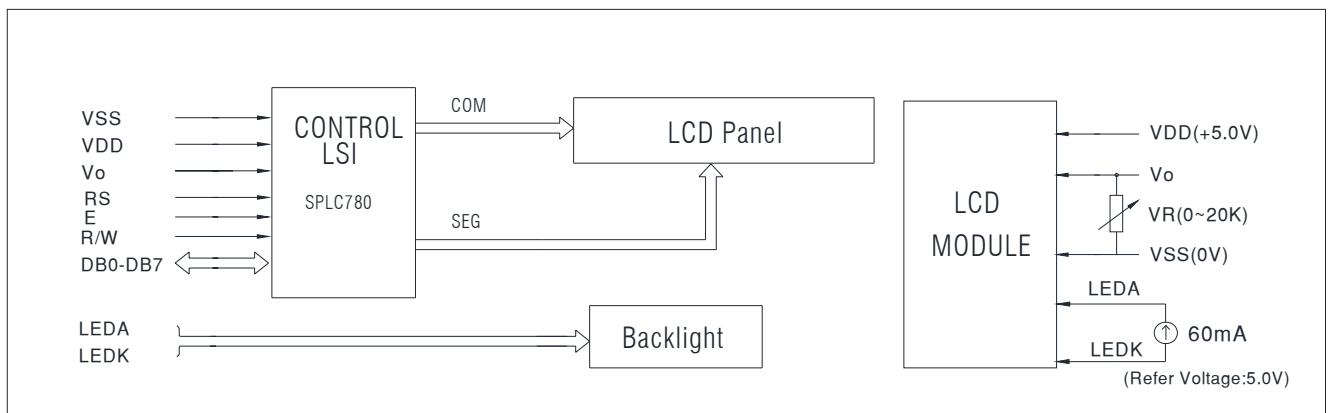 VSS
VDD
Vo
RS
E
R/W
DB0-DB7
CONTROL
LSI
SPLC780
COM
SEG
LCD Panel
LEDA
LEDK
Backlight
LCD
MODULE
VDD(+5.0V)
Vo
VR(0~20K)
VSS(0V)
LEDA
60mA
LEDK
(Refer Voltage:5.0V)